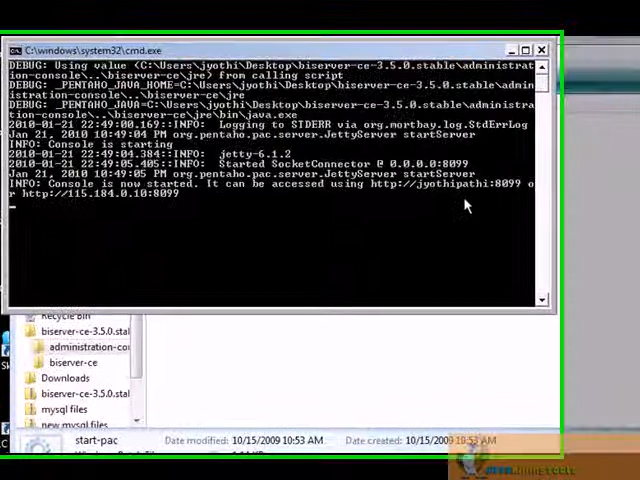 C:\windows\system32\cmd.exe
DEBUG: Using value (C:\Users\jyothi\Desktop\biserver-ce-3.5.0.stable\administrat
ion-console\..\biserver-ce\jre) from calling script
DEBUG: _PENTAHO_JAVA_HOME=C:\Users\jyothi\Desktop\biserver-ce-3.5.0.stable\admin
istration-console\..\biserver-ce\jre
DEBUG: _PENTAHO_JAVA=C:\Users\jyothi\Desktop\biserver-ce-3.5.0.stable\administra
tion-console\..\biserver-ce\jre\bin\java.exe
2010-01-21 22:49:00.169::INFO:  Logging to STDERR via org.mortbay.log.StdErrLog
Jan 21, 2010 10:49:04 PM org.pentaho.pac.server.JettyServer startServer
INFO: Console is starting
2010-01-21 22:49:04.384::INFO:  jetty-6.1.2
2010-01-21 22:49:05.405::INFO:  Started SocketConnector @ 0.0.0.0:8099
Jan 21, 2010 10:49:05 PM org.pentaho.pac.server.JettyServer startServer
INFO: Console is now started. It can be accessed using http://jyothipathi:8099 o
r http://115.184.0.10:8099
Recycle Bin
biserver-ce-3.5.0.stal
administration-co
biserver-ce
Downloads
biserver-ce-3.5.0.stal
mysql files
new mysql files
start-pac
Date modified: 10/15/2009 10:53 AM
Date created: 10/15/2009 10:53 AM